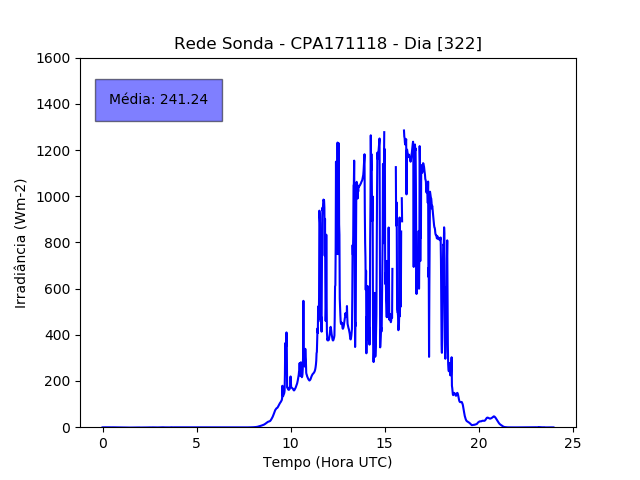 Rede Sonda - CPA171118 - Dia [322]
Média: 241.24
Irradiância (Wm-2)
1600
1400
1200
1000
800
600
400
200
0
0 5 10 15 20 25
Tempo (Hora UTC)